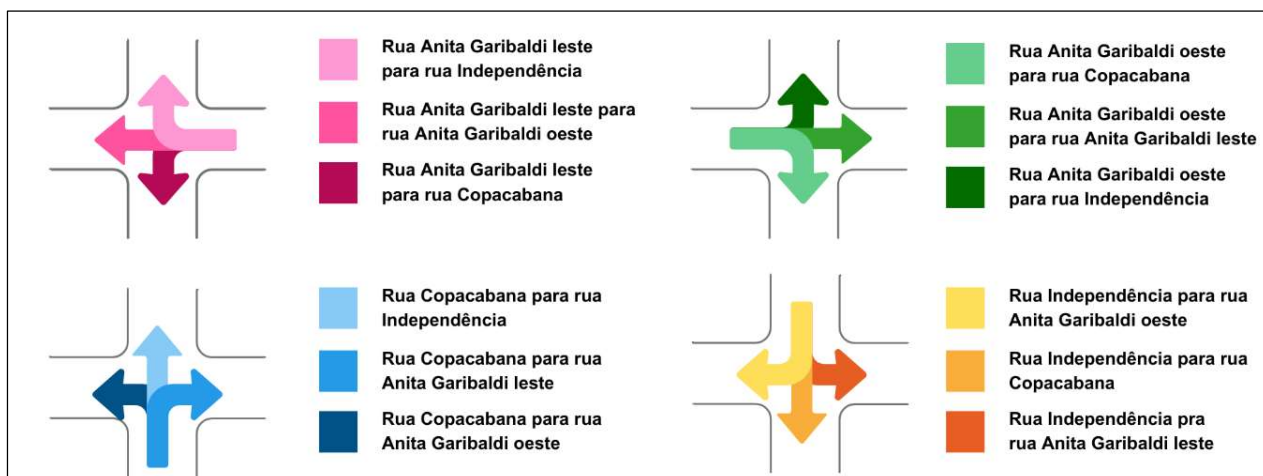 Rua Anita Garibaldi leste
para rua Independência
Rua Anita Garibaldi leste para
rua Anita Garibaldi oeste
Rua Anita Garibaldi leste
para rua Copacabana
Rua Anita Garibaldi oeste
para rua Copacabana
Rua Anita Garibaldi oeste
para rua Anita Garibaldi leste
Rua Anita Garibaldi oeste
para rua Independência
Rua Copacabana para rua
Independência
Rua Copacabana para rua
Anita Garibaldi leste
Rua Copacabana para rua
Anita Garibaldi oeste
Rua Independência para rua
Anita Garibaldi oeste
Rua Independência para rua
Copacabana
Rua Independência pra
rua Anita Garibaldi leste